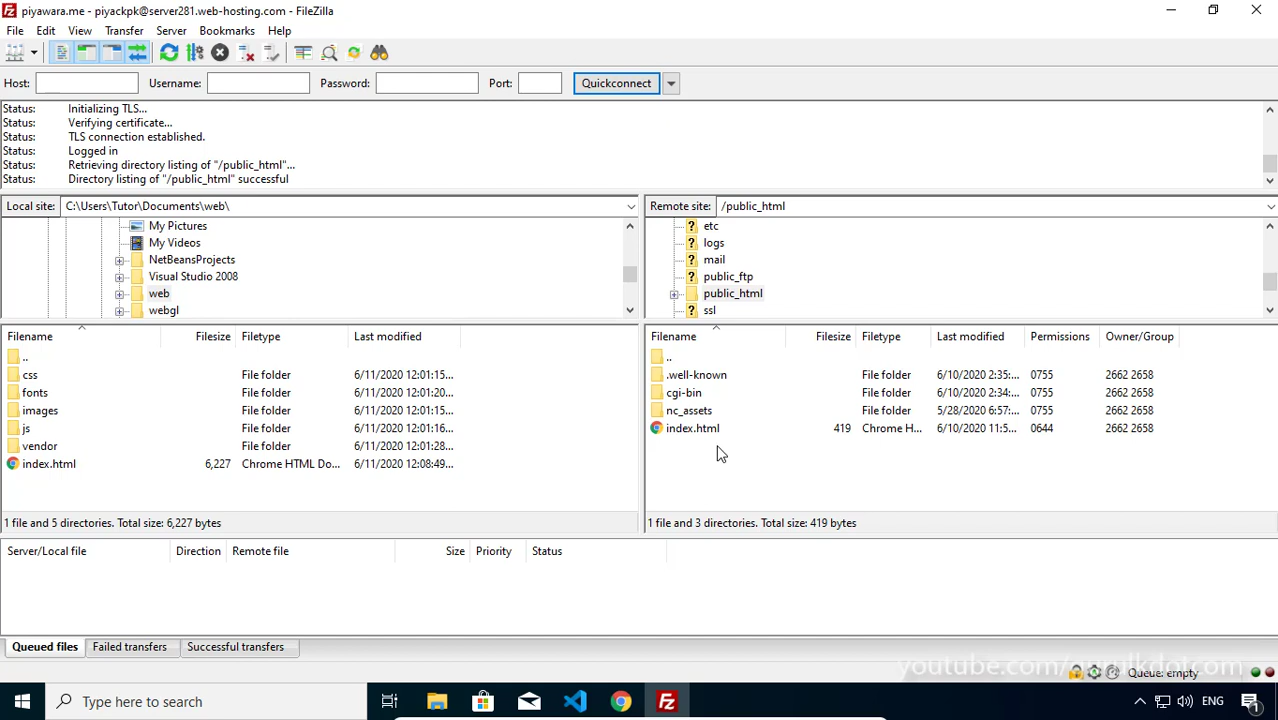 piyawara.me - piyackpk@server281.web-hosting.com - FileZilla
File Edit View Transfer Server Bookmarks Help
Host: Username: Password: Port: Quickconnect
Status: Initializing TLS...
Status: Verifying certificate...
Status: TLS connection established.
Status: Logged in
Status: Retrieving directory listing of "/public_html"...
Status: Directory listing of "/public_html" successful
Local site: C:\Users\Tutor\Documents\web\
My Pictures
My Videos
NetBeansProjects
Visual Studio 2008
web
webgl
Remote site: /public_html
etc
logs
mail
public_ftp
public_html
ssl
Filename Filesize Filetype Last modified
..
css File folder 6/11/2020 12:01:15...
fonts File folder 6/11/2020 12:01:20...
images File folder 6/11/2020 12:01:15...
js File folder 6/11/2020 12:01:16...
vendor File folder 6/11/2020 12:01:28...
index.html 6,227 Chrome HTML Do... 6/11/2020 12:08:49...
1 file and 5 directories. Total size: 6,227 bytes
Filename Filesize Filetype Last modified Permissions Owner/Group
..
.well-known File folder 6/10/2020 2:35:... 0755 2662 2658
cgi-bin File folder 6/10/2020 2:34:... 0755 2662 2658
nc_assets File folder 5/28/2020 6:57:... 0755 2662 2658
index.html 419 Chrome H... 6/10/2020 11:5... 0644 2662 2658
1 file and 3 directories. Total size: 419 bytes
Server/Local file Direction Remote file Size Priority Status
Queued files Failed transfers Successful transfers
Queue: empty
Type here to search
ENG